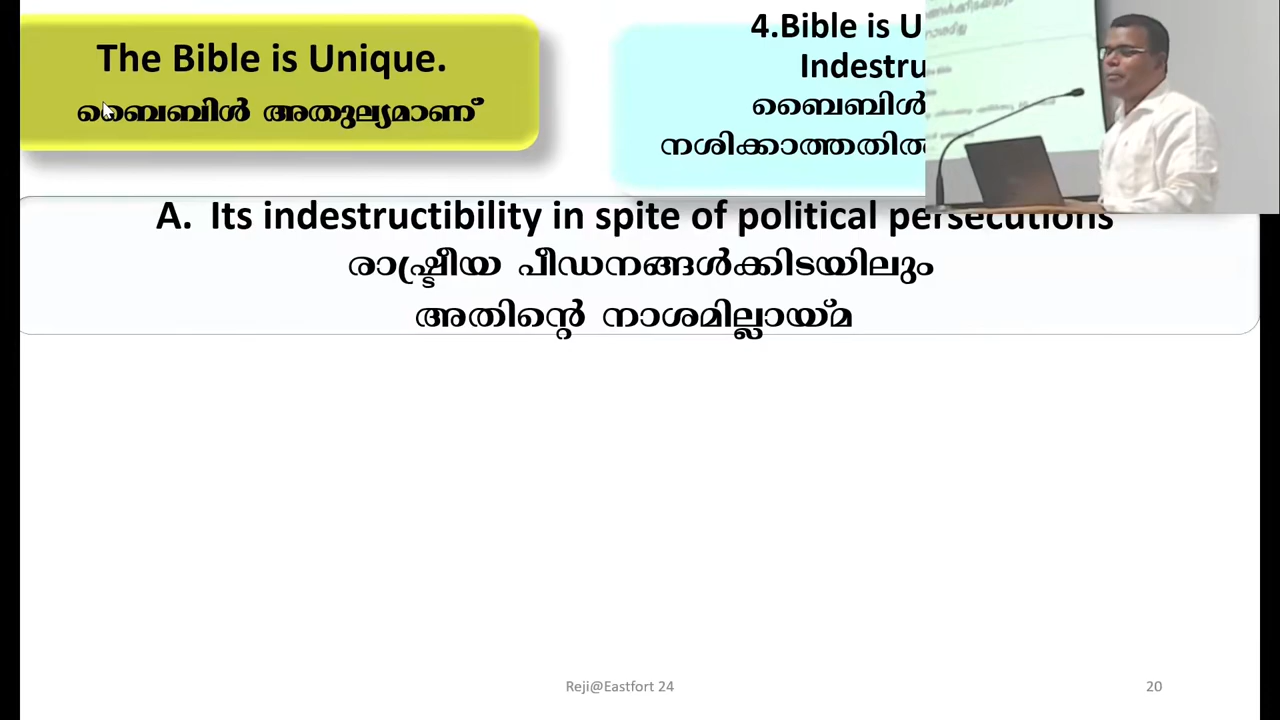 The Bible is Unique.
ബൈബിൾ അതുല്യമാണ്
4.Bible is U
Indestru
ബൈബിൾ
നശിക്കാത്തതിൽ
A. Its indestructibility in spite of political persecutions
രാഷ്ട്രീയ പീഡനങ്ങൾക്കിടയിലും
അതിന്റെ നാശമില്ലായ്മ
Reji@Eastfort 24
20